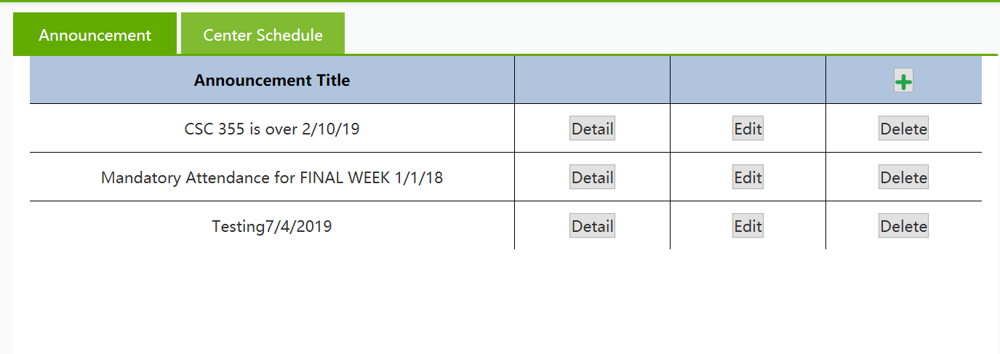 Announcement Center Schedule
Announcement Title
CSC 355 is over 2/10/19 Detail Edit Delete
Mandatory Attendance for FINAL WEEK 1/1/18 Detail Edit Delete
Testing7/4/2019 Detail Edit Delete